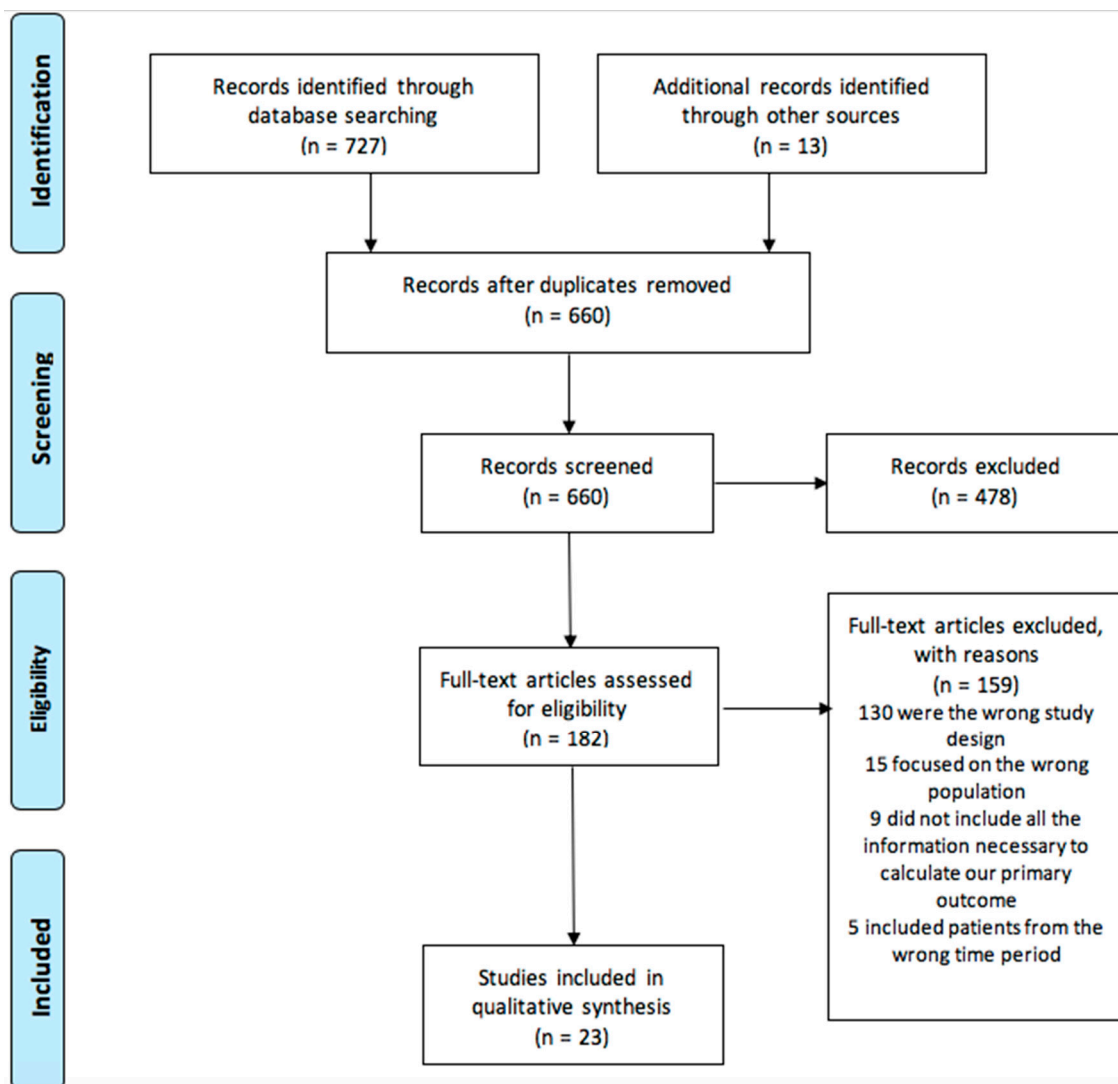 Identification
Records identified through
database searching
(n = 727)
Additional records identified
through other sources
(n = 13)
Records after duplicates removed
(n = 660)
Screening
Records screened
(n = 660)
Records excluded
(n = 478)
Eligibility
Full-text articles assessed
for eligibility
(n = 182)
Full-text articles excluded,
with reasons
(n = 159)
130 were the wrong study
design
15 focused on the wrong
population
9 did not include all the
information necessary to
calculate our primary
outcome
5 included patients from the
wrong time period
Included
Studies included in
qualitative synthesis
(n = 23)